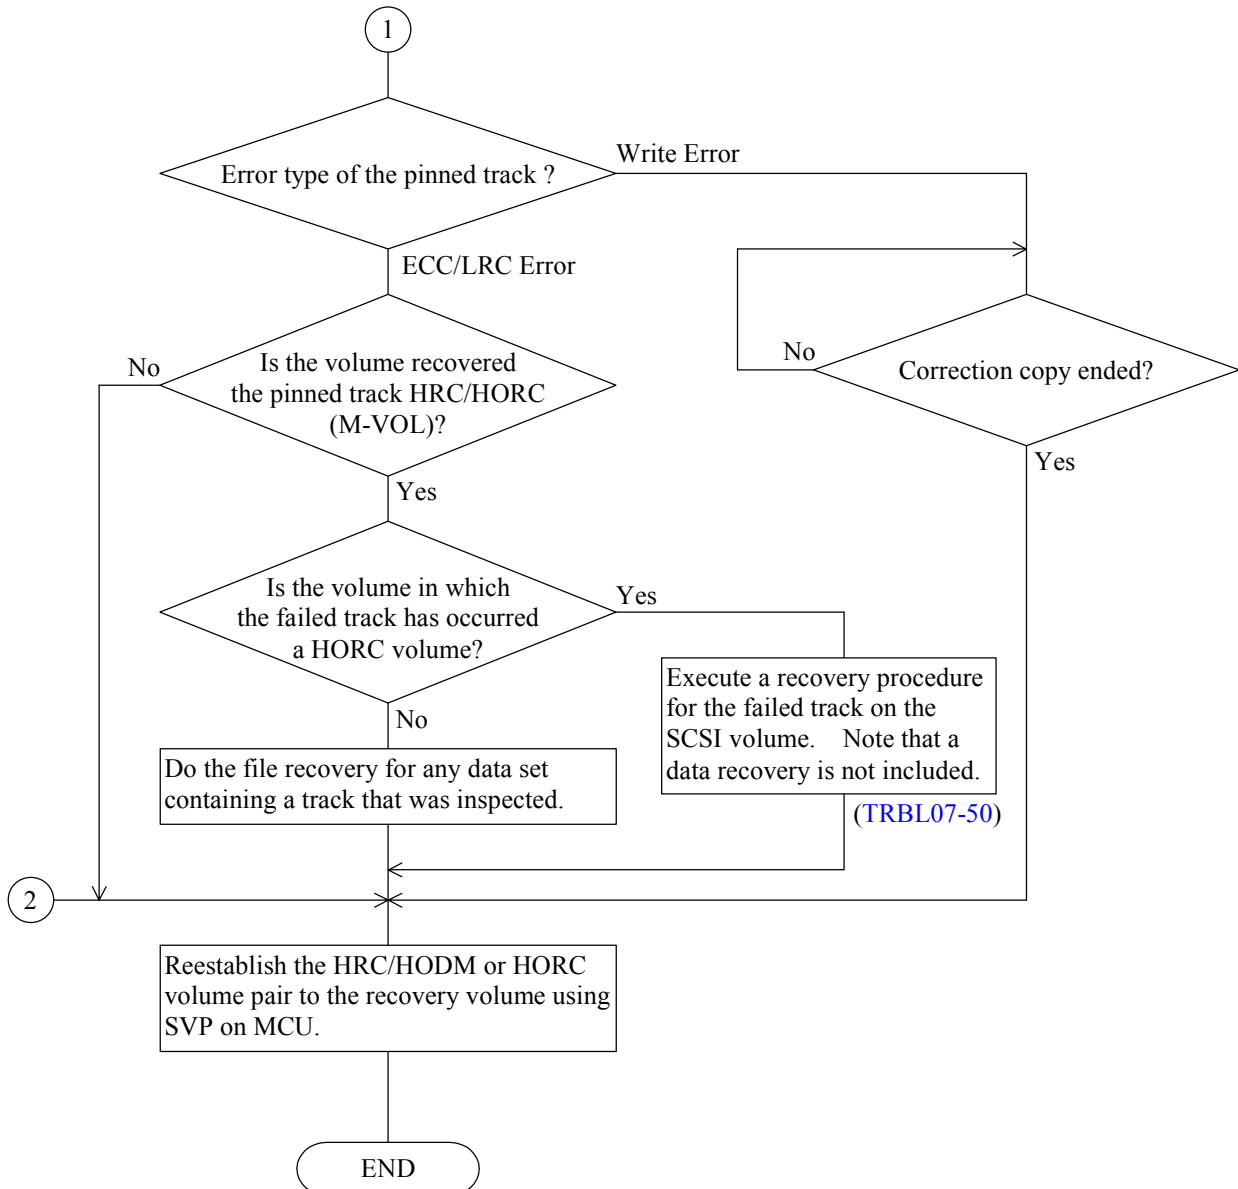 1
Error type of the pinned track ?
Write Error
ECC/LRC Error
No
Is the volume recovered
the pinned track HRC/HORC
(M-VOL)?
No
Correction copy ended?
Yes
Yes
Is the volume in which
the failed track has occurred
a HORC volume?
Yes
Execute a recovery procedure
for the failed track on the
SCSI volume. Note that a
data recovery is not included.
(TRBL07-50)
No
Do the file recovery for any data set
containing a track that was inspected.
2
Reestablish the HRC/HODM or HORC
volume pair to the recovery volume using
SVP on MCU.
END